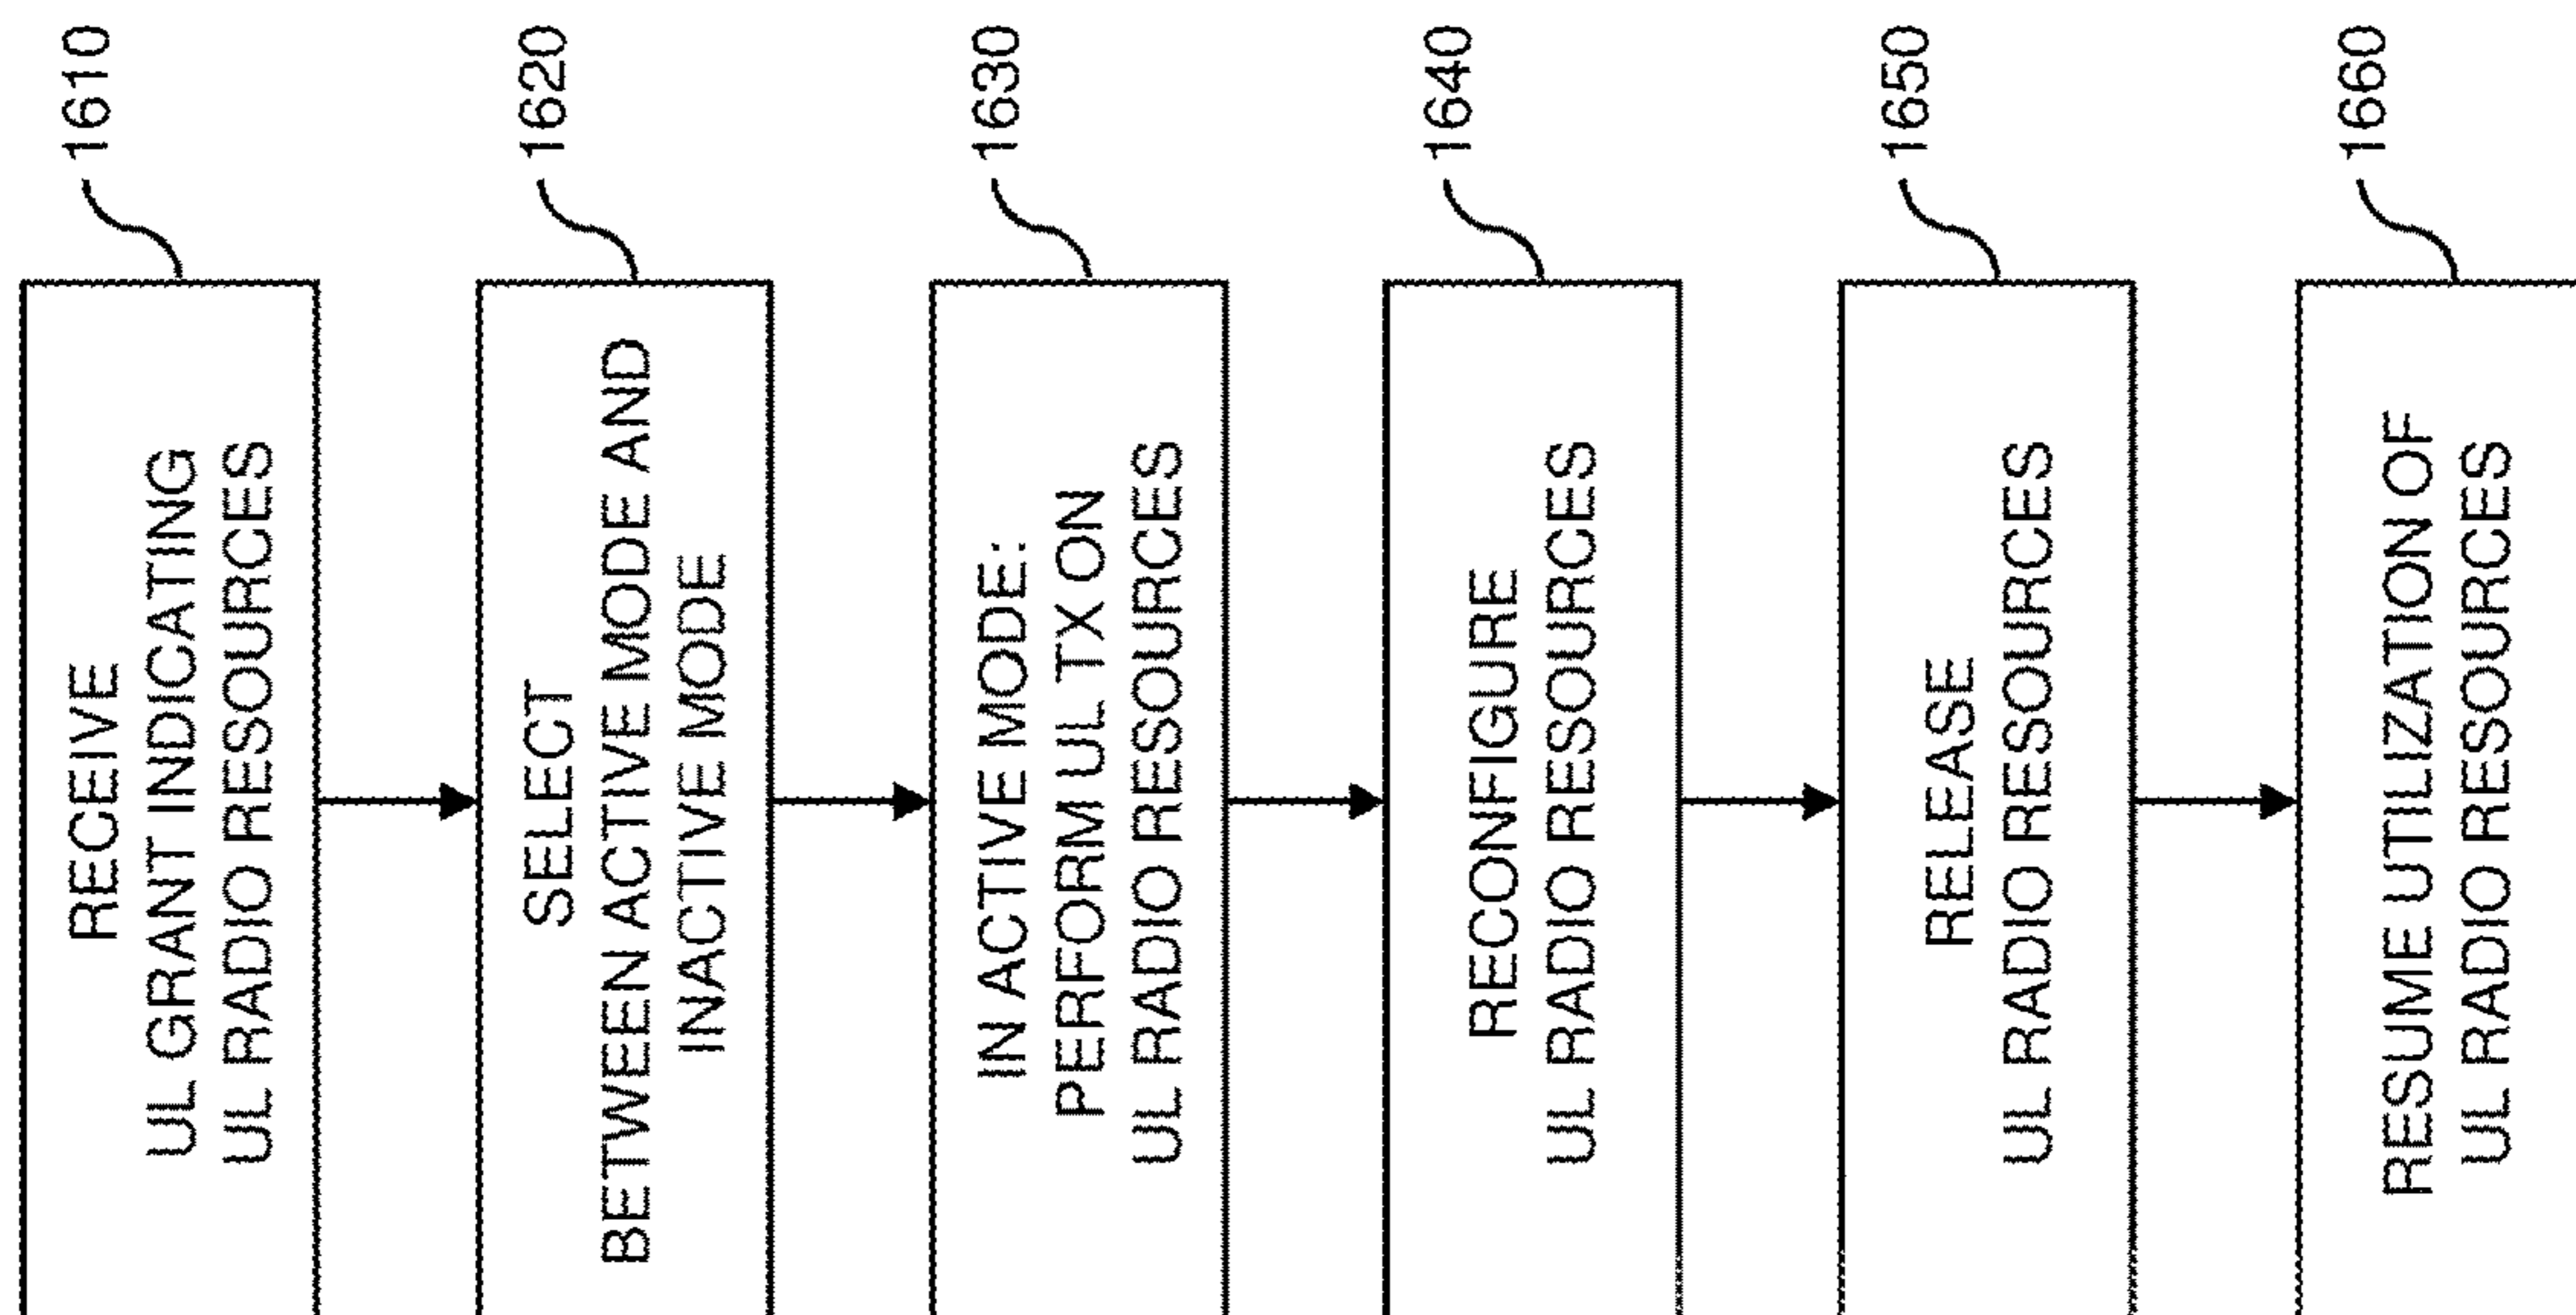 RECEIVE
UL GRANT INDICATING
UL RADIO RESOURCES
1610
SELECT
BETWEEN ACTIVE MODE AND
INACTIVE MODE
1620
IN ACTIVE MODE:
PERFORM UL TX ON
UL RADIO RESOURCES
1630
RECONFIGURE
UL RADIO RESOURCES
1640
RELEASE
UL RADIO RESOURCES
1650
RESUME UTILIZATION OF
UL RADIO RESOURCES
1660